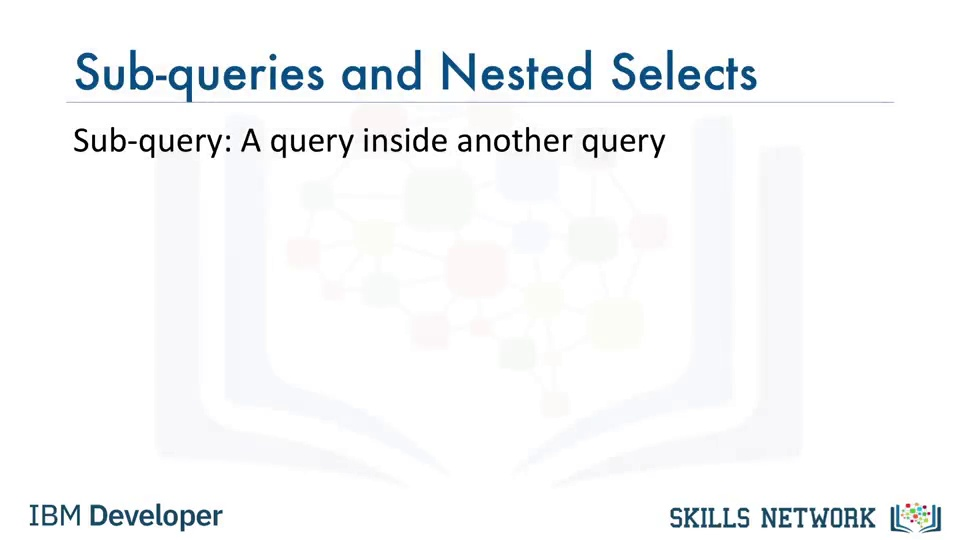 Sub-queries and Nested Selects
Sub-query: A query inside another query
IBM Developer
SKILLS NETWORK